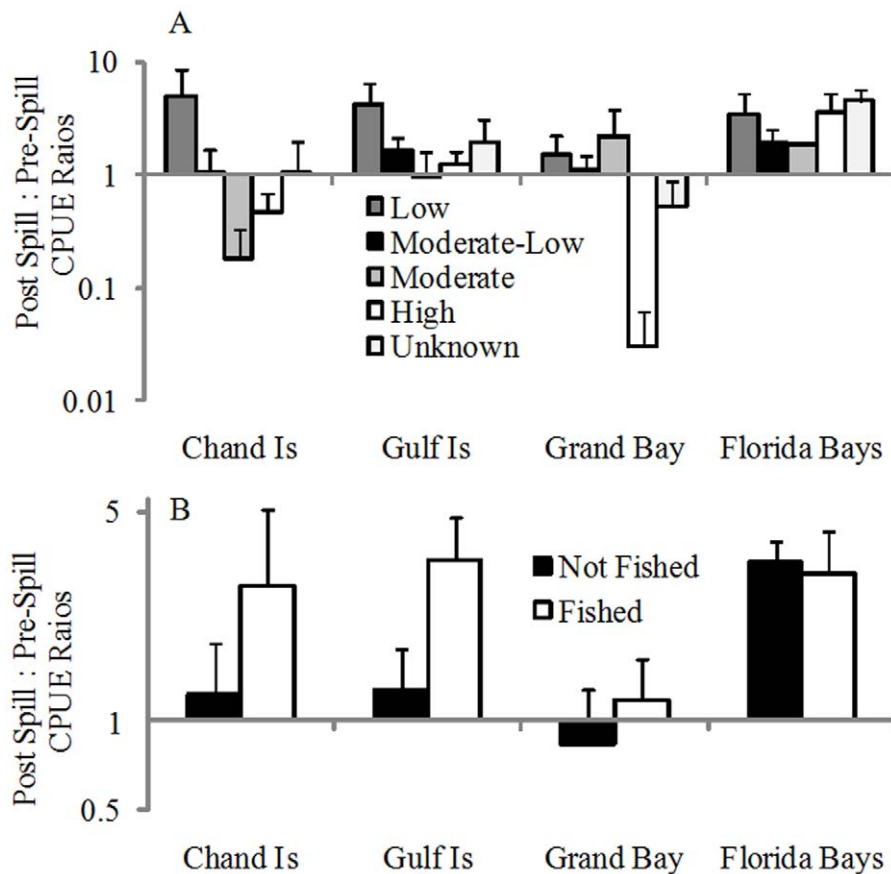 A
Post Spill : Pre-Spill
CPUE Raios
10
1
0.1
0.01
Low
Moderate-Low
Moderate
High
Unknown
Chand Is Gulf Is Grand Bay Florida Bays
B
Post Spill : Pre-Spill
CPUE Raios
5
1
0.5
Not Fished
Fished
Chand Is Gulf Is Grand Bay Florida Bays